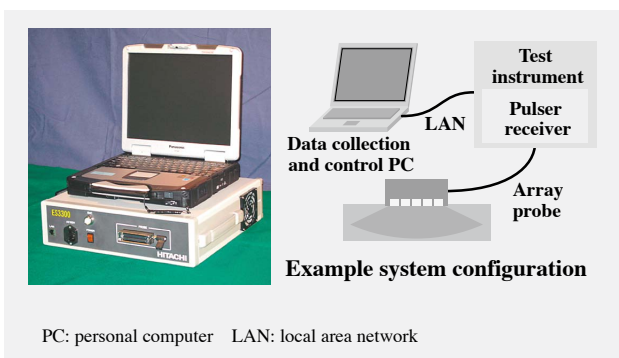 Panasonic
ES3300
HITACHI
Test
instrument
Pulser
receiver
LAN
Data collection
and control PC
Array
probe
Example system configuration
PC: personal computer LAN: local area network